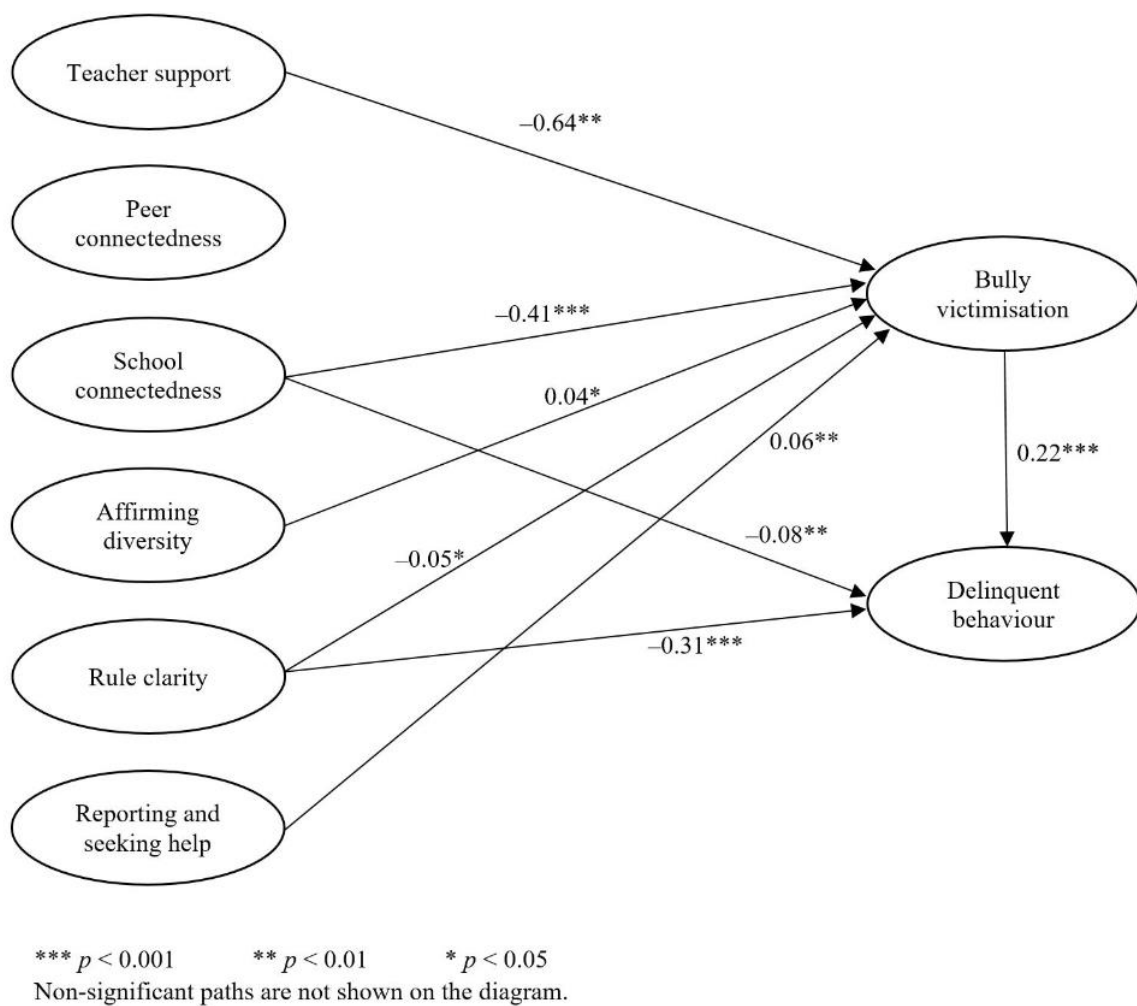 Teacher support
–0.64**
Peer
connectedness
Bully
victimisation
–0.41***
School
connectedness
0.04*
0.06**
0.22***
Affirming
diversity
–0.08**
–0.05*
Delinquent
behaviour
–0.31***
Rule clarity
Reporting and
seeking help
*** p < 0.001 ** p < 0.01 * p < 0.05
Non-significant paths are not shown on the diagram.